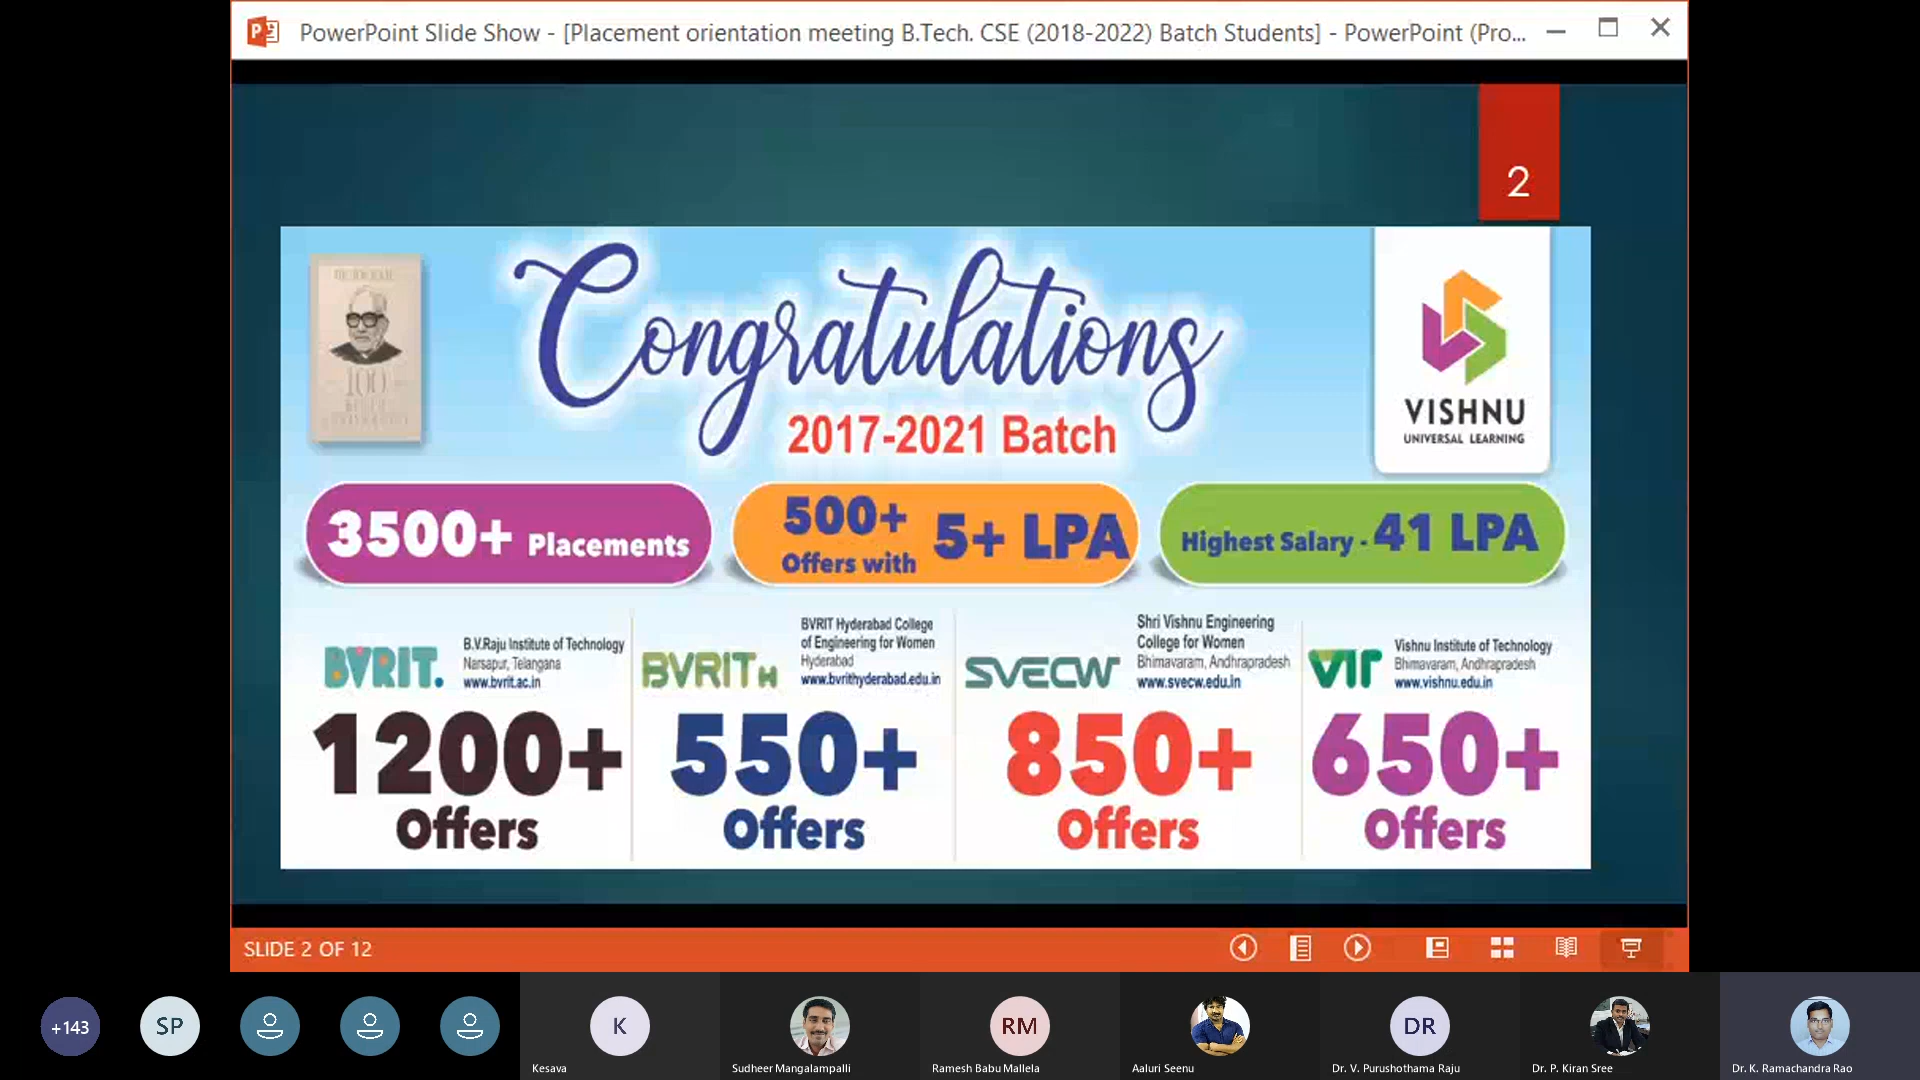 PowerPoint Slide Show - [Placement orientation meeting B.Tech. CSE (2018-2022) Batch Students] - PowerPoint (Pro...
2
Congratulations
2017-2021 Batch
100
VISHNU
UNIVERSAL LEARNING
3500+ Placements
500+
Offers with
5+ LPA
Highest Salary - 41 LPA
BVRIT.
B.V.Raju Institute of Technology
Narsapur, Telangana
www.bvrit.ac.in
1200+
Offers
BVRITH
BVRIT Hyderabad College
of Engineering for Women
Hyderabad
www.bvrithyderabad.edu.in
550+
Offers
SVECW
Shri Vishnu Engineering
College for Women
Bhimavaram, Andhrapradesh
www.svecw.edu.in
850+
Offers
VIT
Vishnu Institute of Technology
Bhimavaram, Andhrapradesh
www.vishnu.edu.in
650+
Offers
SLIDE 2 OF 12
+143
SP
K
Kesava
Sudheer Mangalampalli
RM
Ramesh Babu Mallela
Aaluri Seenu
DR
Dr. V. Purushothama Raju
Dr. P. Kiran Sree
Dr. K. Ramachandra Rao